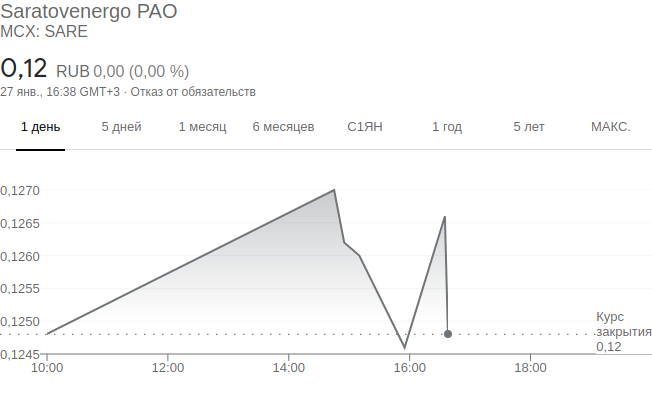 Saratovenergo PAO
MCX: SARE
0,12 RUB 0,00 (0,00 %)
27 янв., 16:38 GMT+3 · Отказ от обязательств
1 день 5 дней 1 месяц 6 месяцев С1ЯН 1 год 5 лет МАКС.
0,1270
0,1265
0,1260
0,1255
0,1250
0,1245
Курс
закрытия
0,12
10:00 12:00 14:00 16:00 18:00